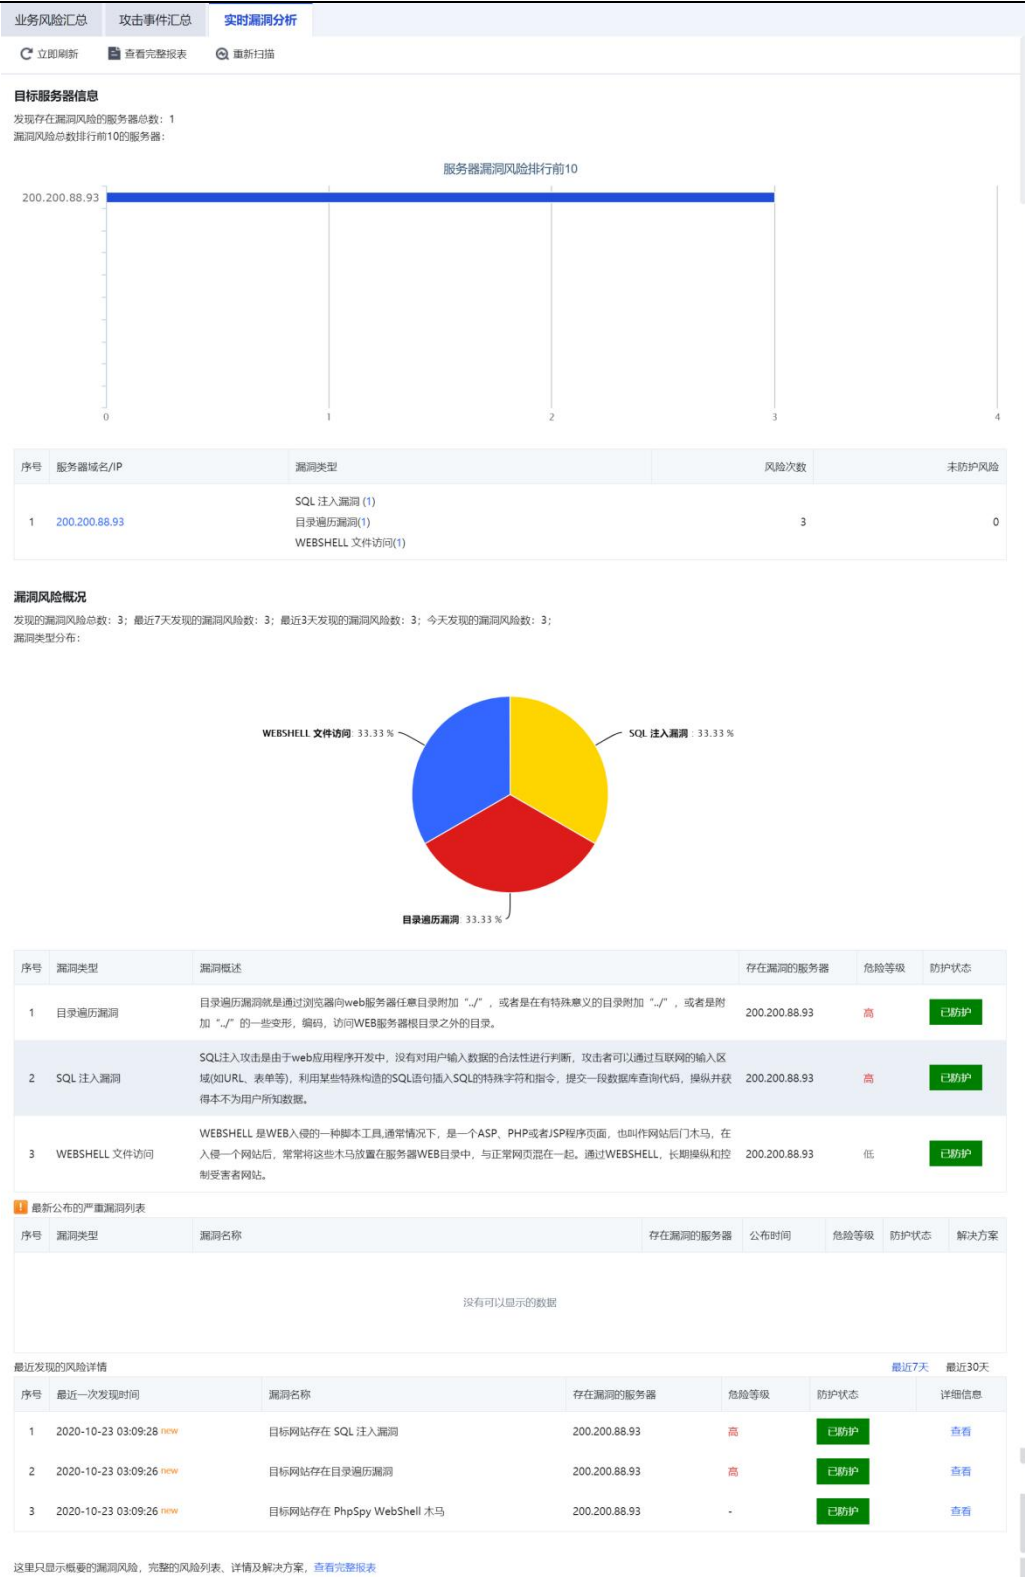 业务风险汇总 攻击事件汇总 实时漏洞分析
立即刷新 查看完整报表 重新扫描
目标服务器信息
发现存在漏洞风险的服务器总数：1
漏洞风险总数排行前10的服务器：
服务器漏洞风险排行前10
200.200.88.93
0 1 2 3 4
序号 服务器域名/IP 漏洞类型 风险次数 未防护风险
SQL 注入漏洞 (1)
1 200.200.88.93 目录遍历漏洞(1) 3 0
WEBSHELL 文件访问(1)
漏洞风险概况
发现的漏洞风险总数：3；最近7天发现的漏洞风险数：3；最近3天发现的漏洞风险数：3；今天发现的漏洞风险数：3；
漏洞类型分布：
WEBSHELL 文件访问: 33.33 % SQL 注入漏洞 : 33.33 %
目录遍历漏洞: 33.33 %
序号 漏洞类型 漏洞概述 存在漏洞的服务器 危险等级 防护状态
目录遍历漏洞就是通过浏览器向web服务器任意目录附加“../”，或者是在有特殊意义的目录附加“../”，或者是附
1 目录遍历漏洞 200.200.88.93 高 已防护
加“../”的一些变形，编码，访问WEB服务器根目录之外的目录。
SQL注入攻击是由于web应用程序开发中，没有对用户输入数据的合法性进行判断，攻击者可以通过互联网的输入区
2 SQL 注入漏洞 域(如URL、表单等)，利用某些特殊构造的SQL语句插入SQL的特殊字符和指令，提交一段数据库查询代码，操纵并获 200.200.88.93 高 已防护
得本不为用户所知数据。
WEBSHELL 是WEB入侵的一种脚本工具,通常情况下，是一个ASP、PHP或者JSP程序页面，也叫作网站后门木马，在
3 WEBSHELL 文件访问 入侵一个网站后，常常将这些木马放置在服务器WEB目录中，与正常网页混在一起。通过WEBSHELL，长期操纵和控 200.200.88.93 低 已防护
制受害者网站。
最新公布的严重漏洞列表
序号 漏洞类型 漏洞名称 存在漏洞的服务器 公布时间 危险等级 防护状态 解决方案
没有可以显示的数据
最近发现的风险详情 最近7天 最近30天
序号 最近一次发现时间 漏洞名称 存在漏洞的服务器 危险等级 防护状态 详细信息
1 2020-10-23 03:09:28 new 目标网站存在 SQL 注入漏洞 200.200.88.93 高 已防护 查看
2 2020-10-23 03:09:26 new 目标网站存在目录遍历漏洞 200.200.88.93 高 已防护 查看
3 2020-10-23 03:09:26 new 目标网站存在 PhpSpy WebShell 木马 200.200.88.93 - 已防护 查看
这里只显示概要的漏洞风险，完整的风险列表、详情及解决方案，查看完整报表